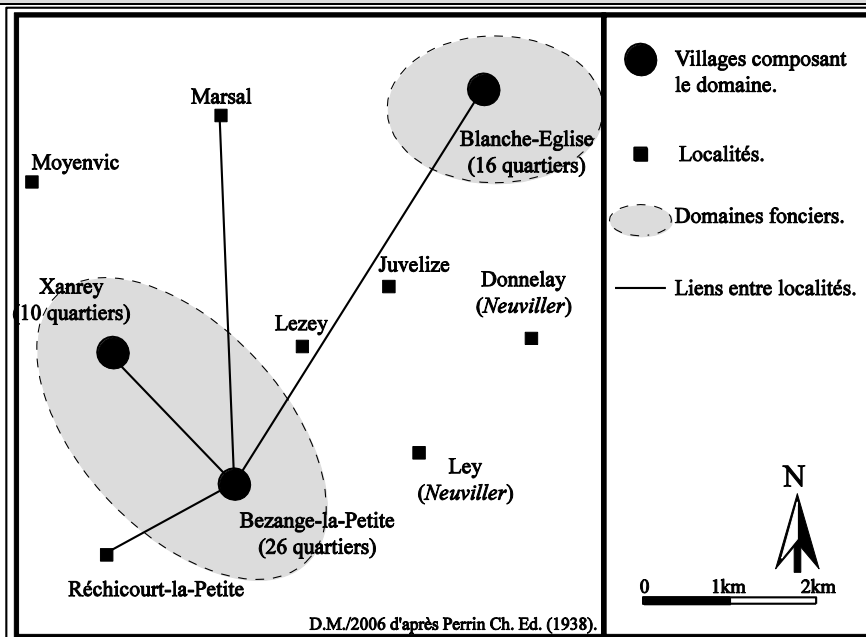 Marsal
Moyenvic
Blanche-Eglise
(16 quartiers)
Juvelize
Donnelay
(Neuviller)
Xanrey
(10 quartiers)
Lezey
Ley
(Neuviller)
Bezange-la-Petite
(26 quartiers)
Réchicourt-la-Petite
D.M./2006 d'après Perrin Ch. Ed. (1938).
Villages composant
le domaine.
Localités.
Domaines fonciers.
Liens entre localités.
N
0 1km 2km